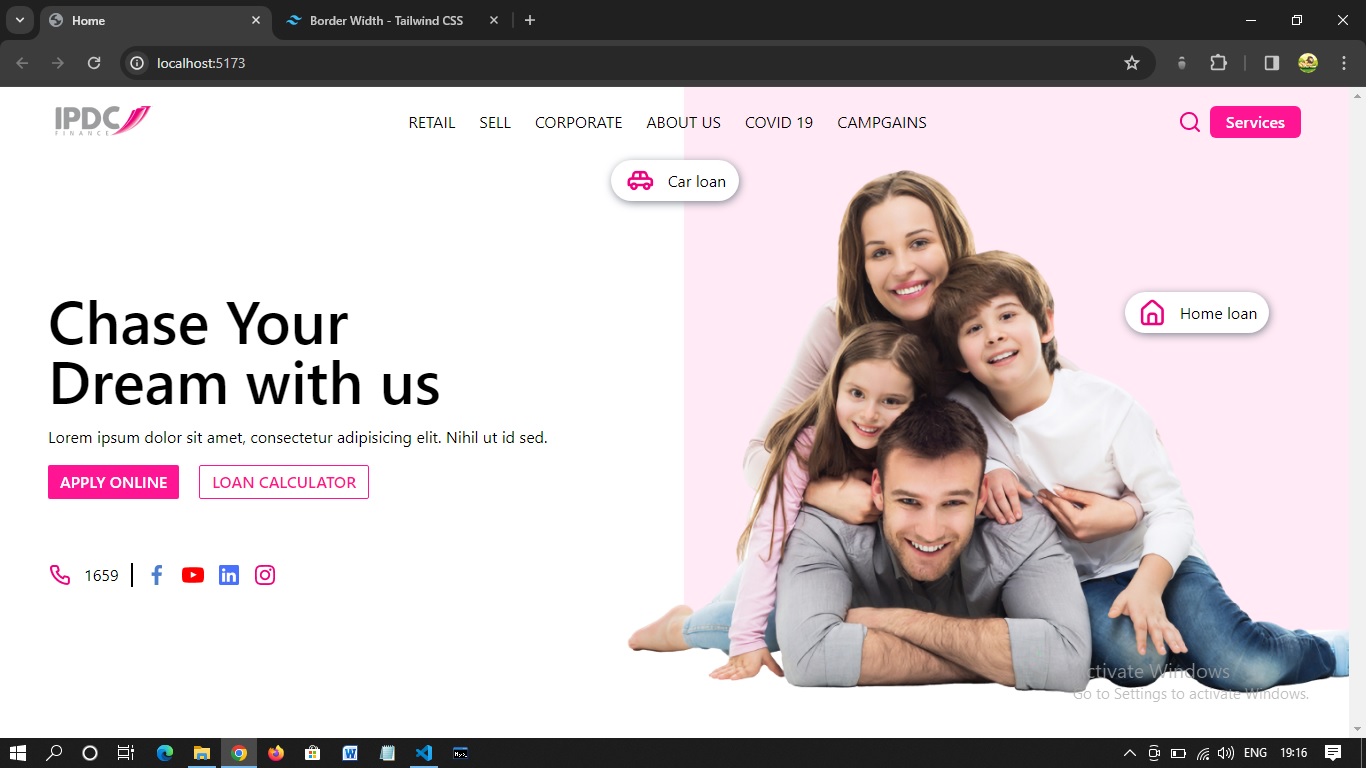 Home
Border Width - Tailwind CSS
localhost:5173
IPDC
FINANCE
RETAIL SELL CORPORATE ABOUT US COVID 19 CAMPGAINS
Services
Car loan
Home loan
Chase Your
Dream with us
Lorem ipsum dolor sit amet, consectetur adipisicing elit. Nihil ut id sed.
APPLY ONLINE
LOAN CALCULATOR
1659
Activate Windows
Go to Settings to activate Windows.
ENG 19:16